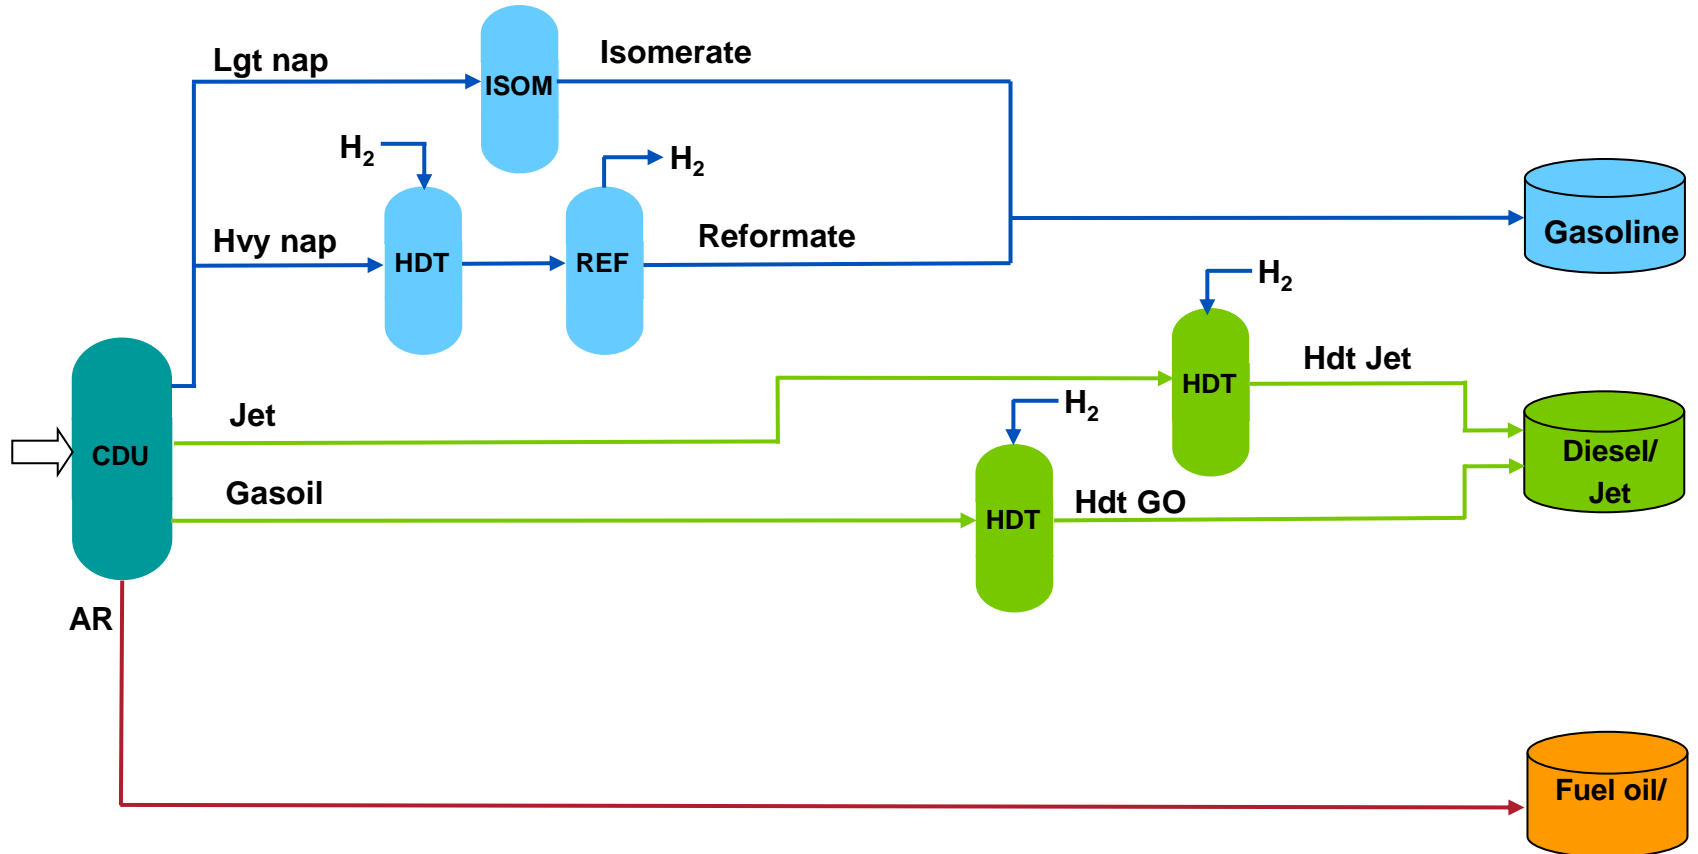 Lgt nap
ISOM
Isomerate
H₂
H₂
Hvy nap
HDT
REF
Reformate
Gasoline
H₂
HDT
Hdt Jet
Jet
H₂
CDU
Diesel/
Jet
Gasoil
HDT
Hdt GO
AR
Fuel oil/